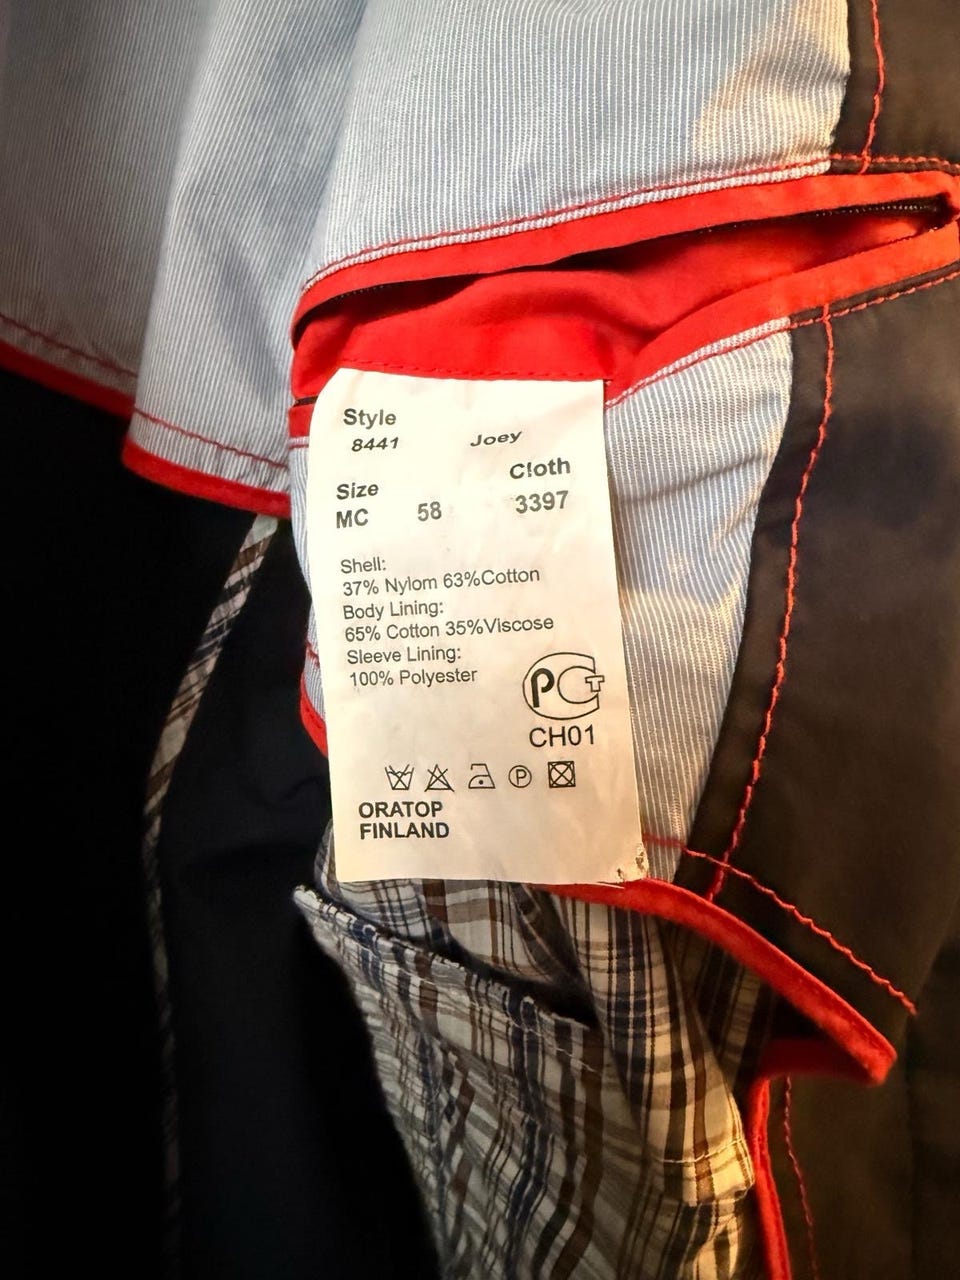 Style
8441 Joey
Cloth
Size
MC 58 3397
Shell:
37% Nylom 63%Cotton
Body Lining:
65% Cotton 35%Viscose
Sleeve Lining:
100% Polyester
РСТ
CH01
P
ORATOP
FINLAND